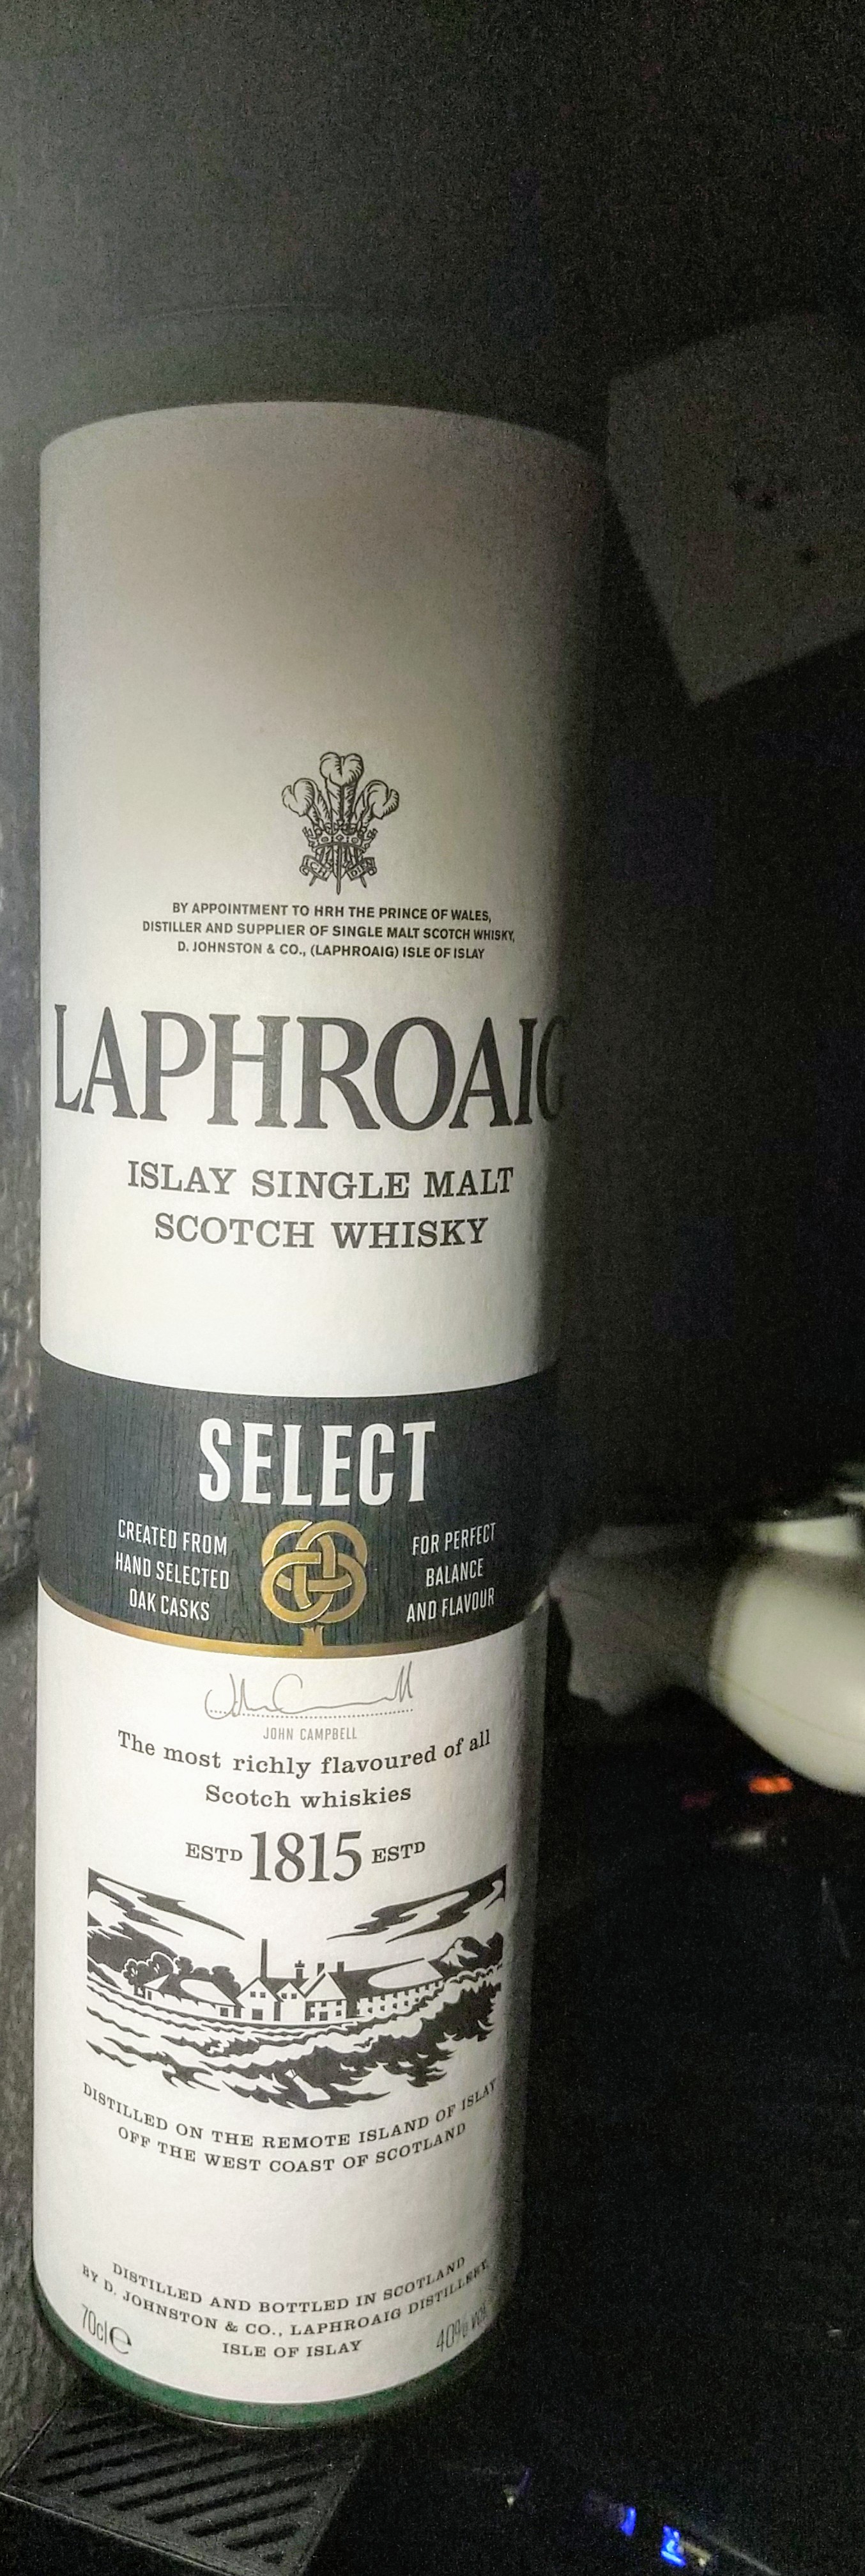 ICH DIEN
BY APPOINTMENT TO HRH THE PRINCE OF WALES,
DISTILLER AND SUPPLIER OF SINGLE MALT SCOTCH WHISKY,
D. JOHNSTON & CO., (LAPHROAIG) ISLE OF ISLAY
LAPHROAIG
ISLAY SINGLE MALT
SCOTCH WHISKY
SELECT
CREATED FROM
HAND SELECTED
OAK CASKS
FOR PERFECT
BALANCE
AND FLAVOUR
JOHN CAMPBELL
The most richly flavoured of all
Scotch whiskies
ESTD 1815 ESTD
DISTILLED ON THE REMOTE ISLAND OF ISLAY
OFF THE WEST COAST OF SCOTLAND
DISTILLED AND BOTTLED IN SCOTLAND
BY D. JOHNSTON & CO., LAPHROAIG DISTILLERY,
ISLE OF ISLAY
70cl e
40% vol.